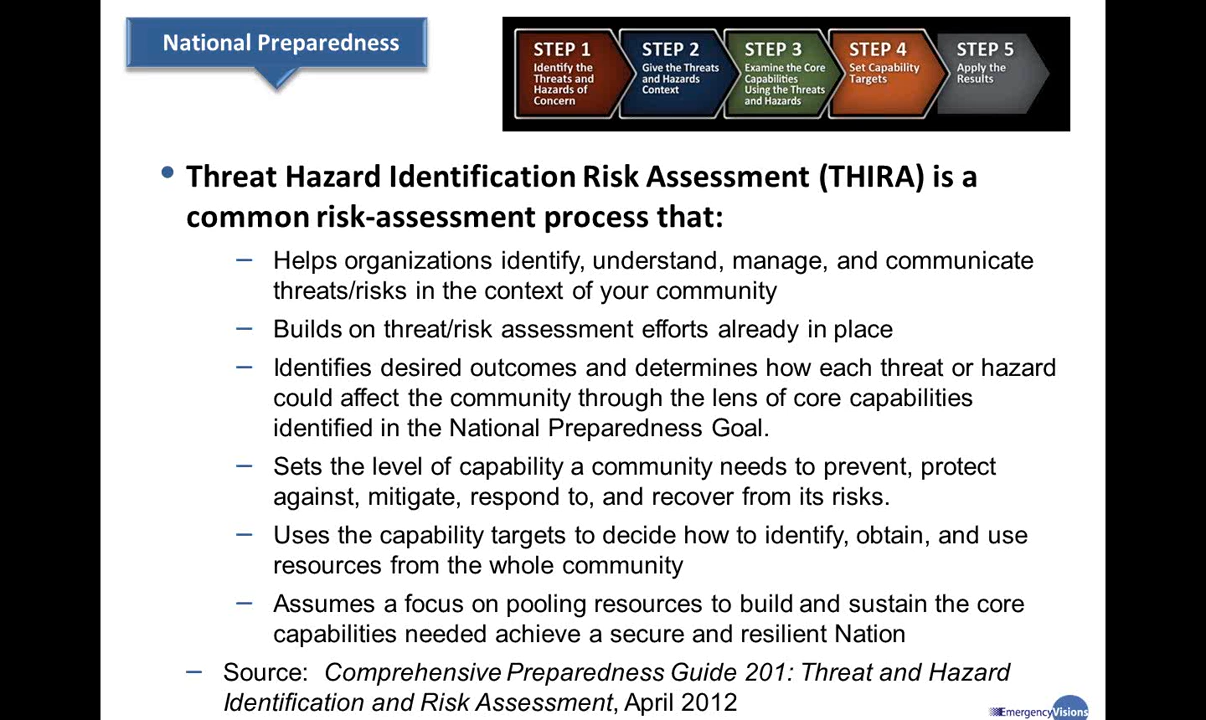 National Preparedness
STEP 1
Identify the
Threats and
Hazards of
Concern
STEP 2
Give the Threats
and Hazards
Context
STEP 3
Examine the Core
Capabilities
Using the Threats
and Hazards
STEP 4
Set Capability
Targets
STEP 5
Apply the
Results
• Threat Hazard Identification Risk Assessment (THIRA) is a
common risk-assessment process that:
– Helps organizations identify, understand, manage, and communicate
threats/risks in the context of your community
– Builds on threat/risk assessment efforts already in place
– Identifies desired outcomes and determines how each threat or hazard
could affect the community through the lens of core capabilities
identified in the National Preparedness Goal.
– Sets the level of capability a community needs to prevent, protect
against, mitigate, respond to, and recover from its risks.
– Uses the capability targets to decide how to identify, obtain, and use
resources from the whole community
– Assumes a focus on pooling resources to build and sustain the core
capabilities needed achieve a secure and resilient Nation
– Source: Comprehensive Preparedness Guide 201: Threat and Hazard
Identification and Risk Assessment, April 2012
EmergencyVisions